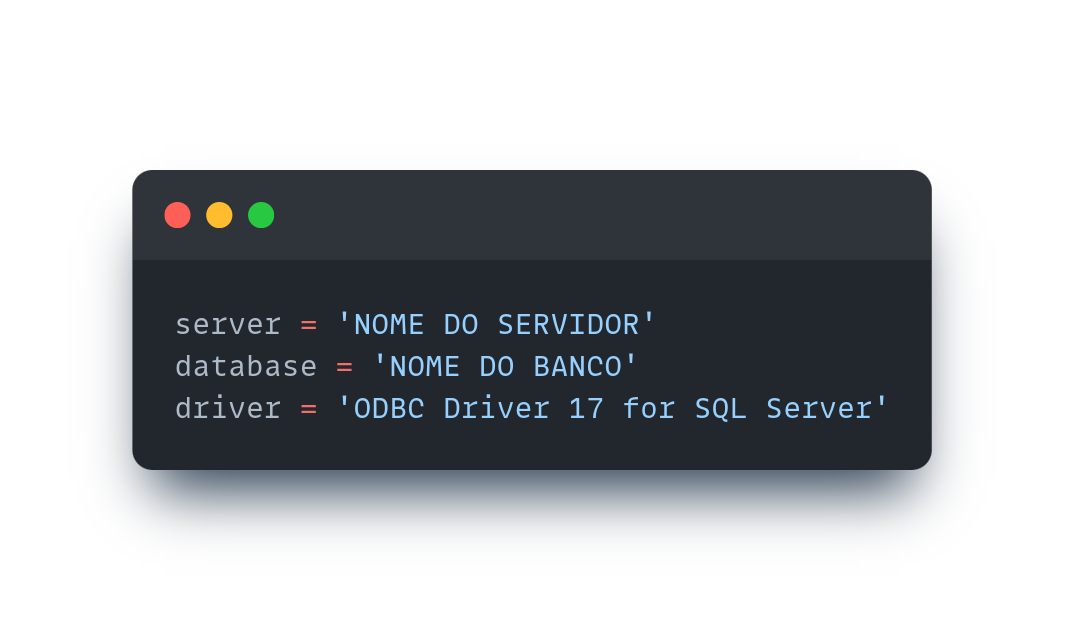 server = 'NOME DO SERVIDOR'
database = 'NOME DO BANCO'
driver = 'ODBC Driver 17 for SQL Server'